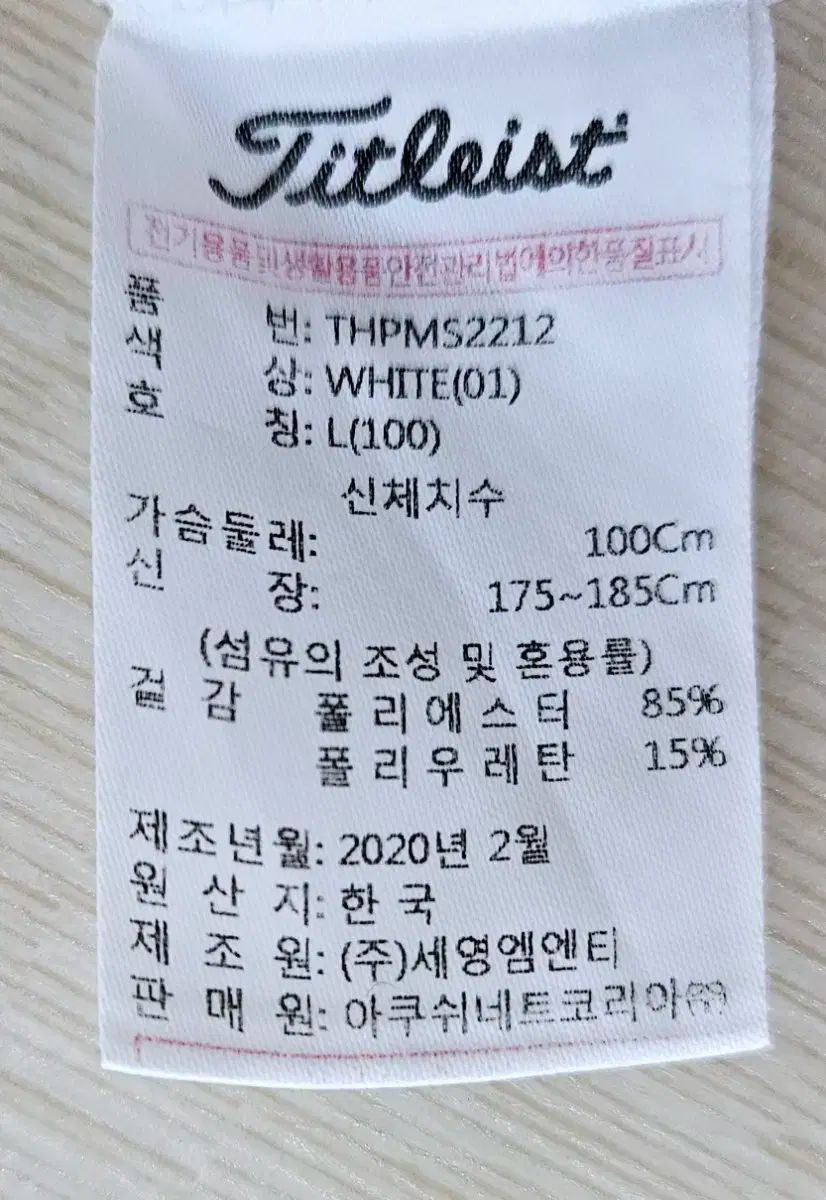 Titleist
전기용품및생활용품안전관리법에의한품질표시
품 번: THPMS2212
색 상: WHITE(01)
호 칭: L(100)
신체치수
가슴둘레: 100Cm
신 장: 175~185Cm
(섬유의 조성 및 혼용률)
겉 감 폴리에스터 85%
폴리우레탄 15%
제조년월: 2020년 2월
원 산 지: 한국
제 조 원: (주)세영엠엔티
판 매 원: 아쿠쉬네트코리아㈜